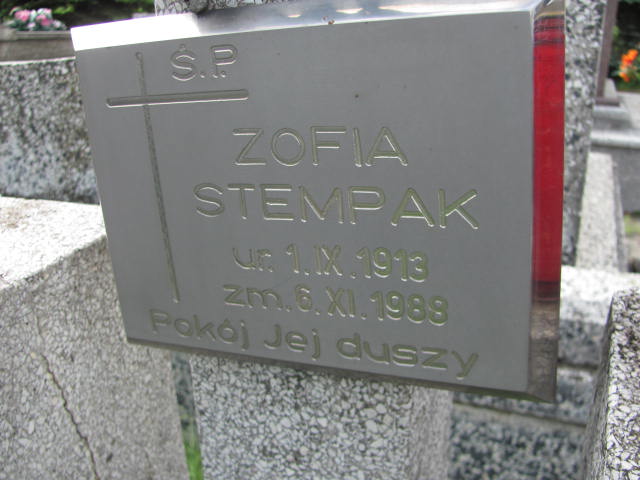 Ś.P.
ZOFIA
STEMPAK
ur. 1.IX.1913
zm. 6.XI.1988
Pokój Jej duszy